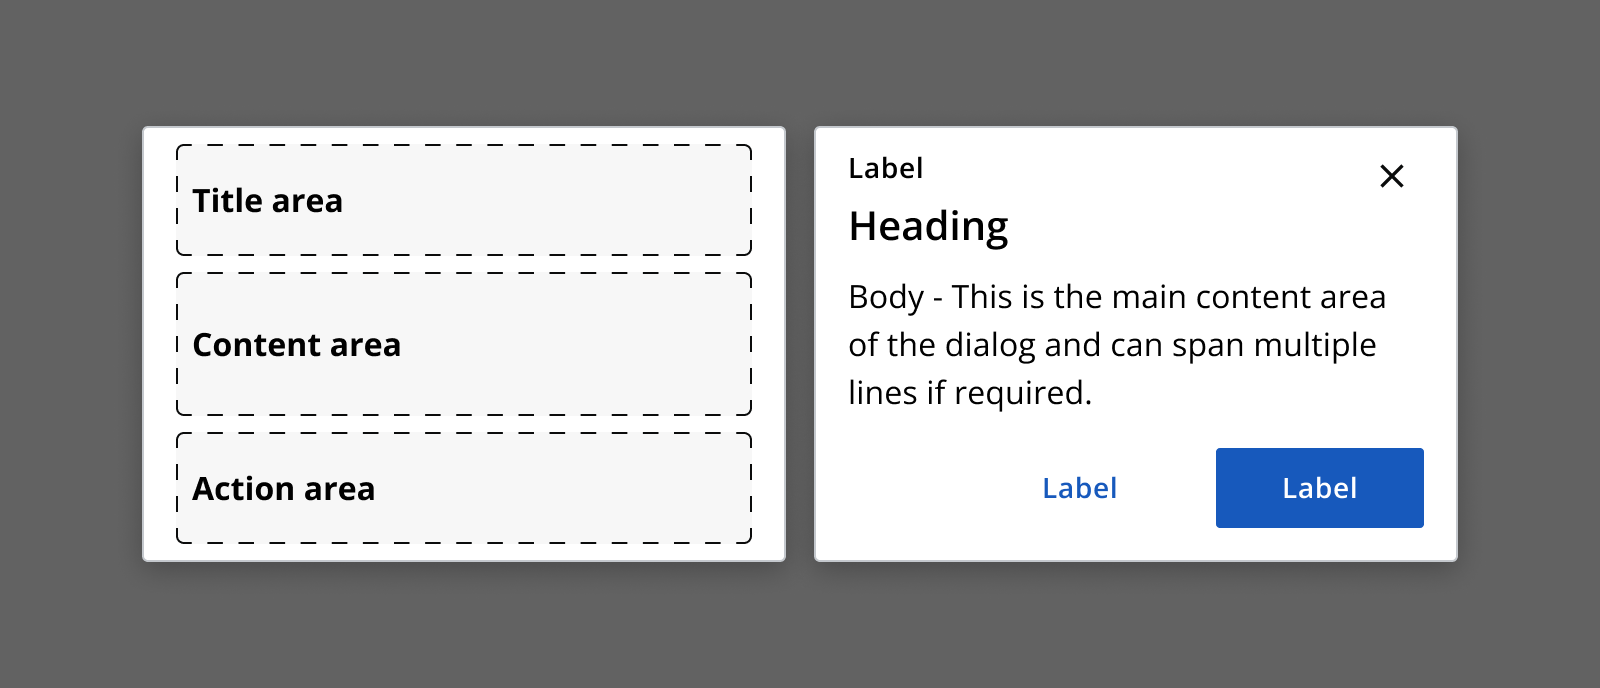 Title area
Content area
Action area
Label
Heading
Body - This is the main content area
of the dialog and can span multiple
lines if required.
Label
Label